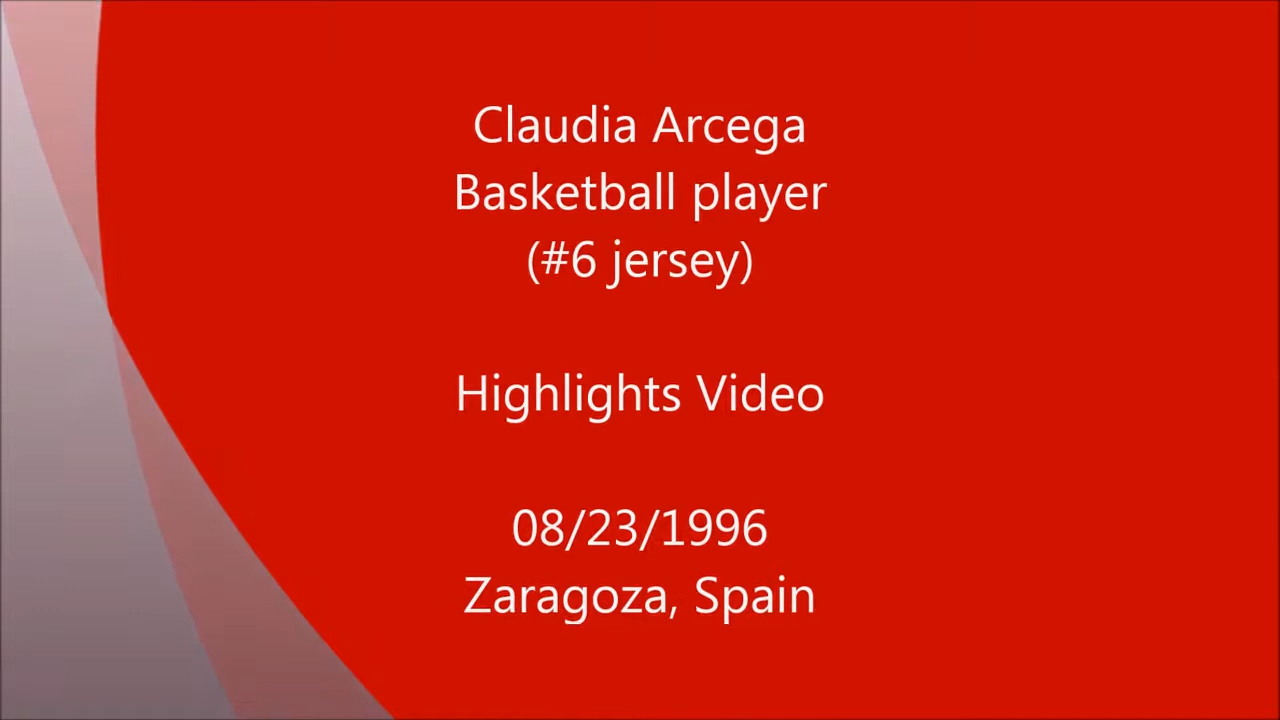 Claudia Arcega
Basketball player
(#6 jersey)
Highlights Video
08/23/1996
Zaragoza, Spain